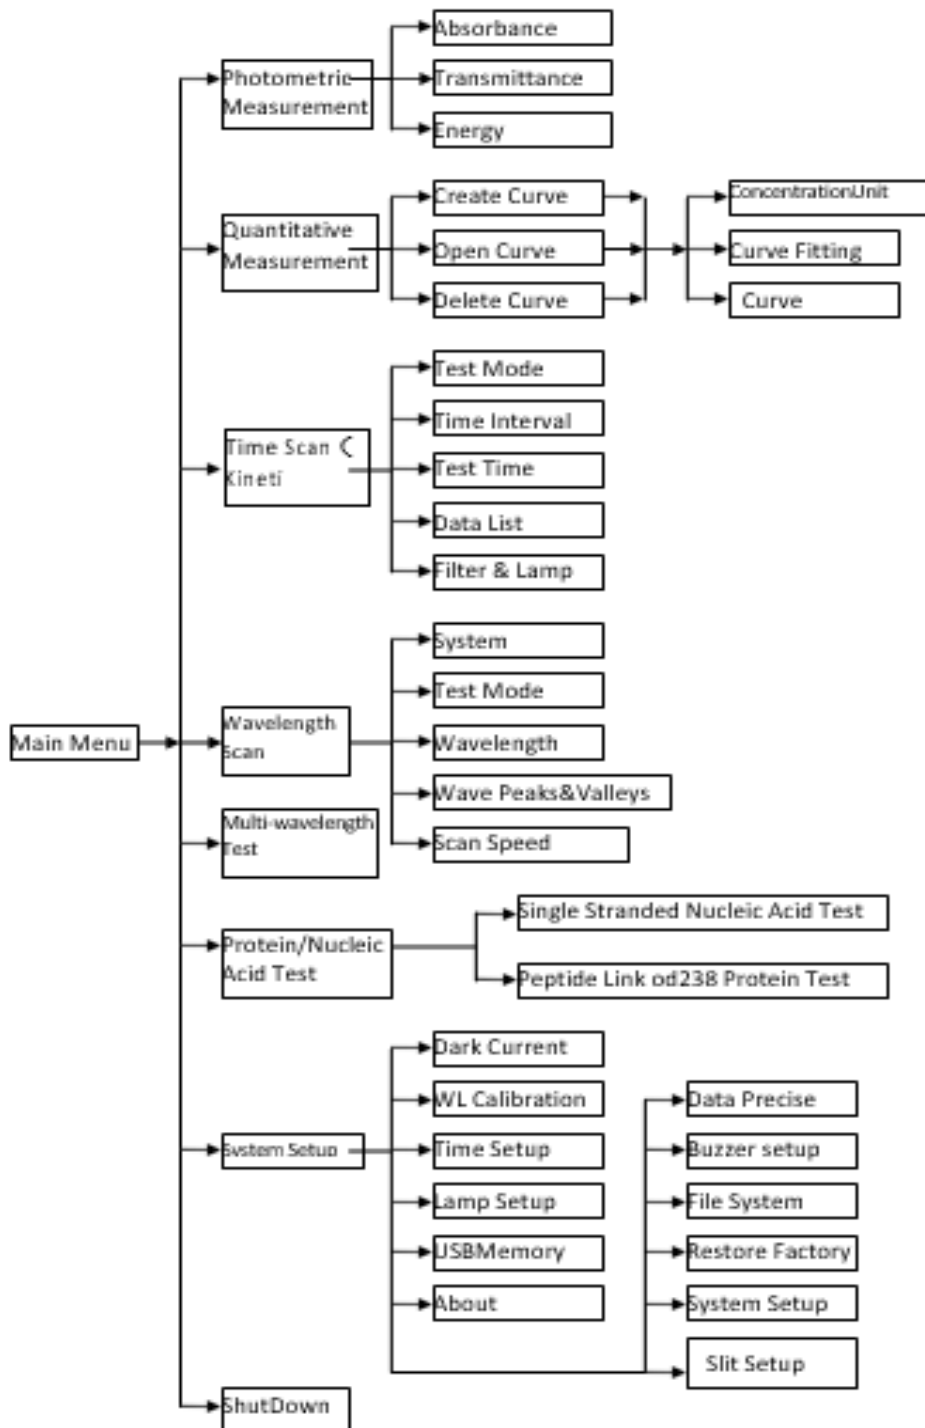 Absorbance
Photometric
Measurement
Transmittance
Energy
Create Curve
ConcentrationUnit
Quantitative
Measurement
Open Curve
Curve Fitting
Delete Curve
Curve
Test Mode
Time Interval
Time Scan (
Kineti
Test Time
Data List
Filter & Lamp
System
Test Mode
Main Menu
Wavelength
Scan
Wavelength
Wave Peaks&Valleys
Multi-wavelength
Test
Scan Speed
Protein/Nucleic
Acid Test
Single Stranded Nucleic Acid Test
Peptide Link od238 Protein Test
Dark Current
WL Calibration
Data Precise
System Setup
Time Setup
Buzzer setup
Lamp Setup
File System
USBMemory
Restore Factory
About
System Setup
Slit Setup
ShutDown